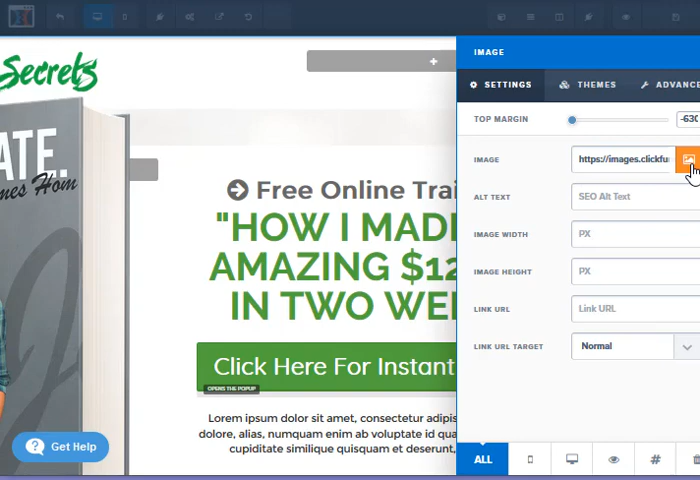 Secrets
IMAGE
SETTINGS
THEMES
ADVANCE
TOP MARGIN
-630
IMAGE
https://images.clickfu
ALT TEXT
SEO Alt Text
IMAGE WIDTH
PX
IMAGE HEIGHT
PX
LINK URL
Link URL
LINK URL TARGET
Normal
ATE.
mes Hom
Free Online Trai
"HOW I MAD
AMAZING $12
IN TWO WE
Click Here For Instant
OPENS THE POPUP
Lorem ipsum dolor sit amet, consectetur adipis
dolore, alias, numquam enim ab voluptate id qua
cupiditate similique quisquam et deserunt,
Get Help
ALL